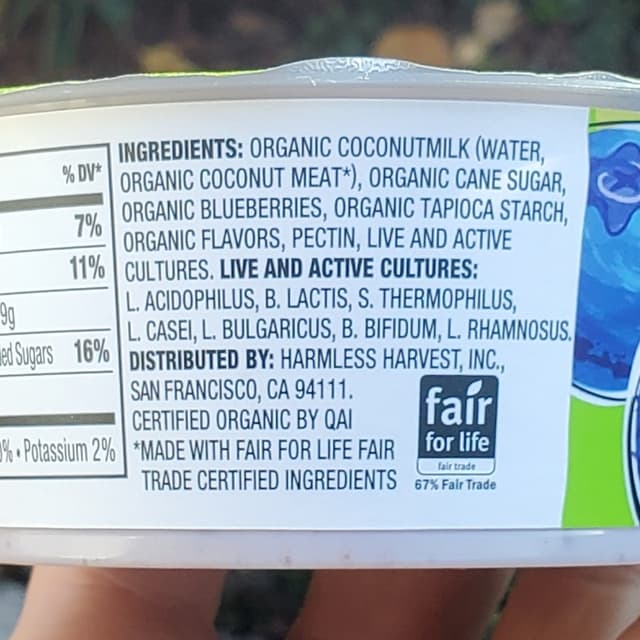 INGREDIENTS: ORGANIC COCONUTMILK (WATER,
ORGANIC COCONUT MEAT*), ORGANIC CANE SUGAR,
ORGANIC BLUEBERRIES, ORGANIC TAPIOCA STARCH,
ORGANIC FLAVORS, PECTIN, LIVE AND ACTIVE
CULTURES. LIVE AND ACTIVE CULTURES:
L. ACIDOPHILUS, B. LACTIS, S. THERMOPHILUS,
L. CASEI, L. BULGARICUS, B. BIFIDUM, L. RHAMNOSUS.
DISTRIBUTED BY: HARMLESS HARVEST, INC.,
SAN FRANCISCO, CA 94111.
CERTIFIED ORGANIC BY QAI
*MADE WITH FAIR FOR LIFE FAIR
TRADE CERTIFIED INGREDIENTS
% DV*
7%
11%
9g
Sugars 16%
• Potassium 2%
fair
for life
fair trade
67% Fair Trade